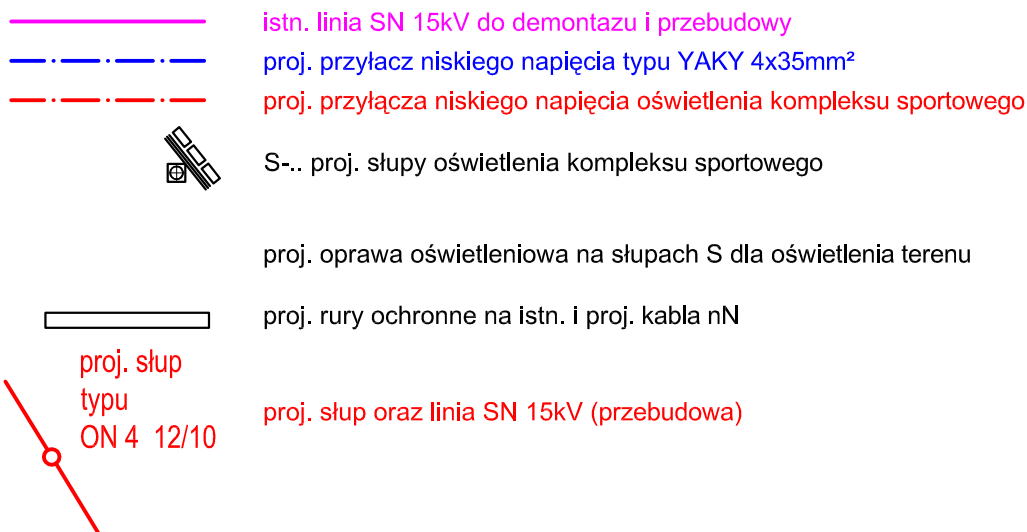 istn. linia SN 15kV do demontazu i przebudowy
proj. przyłacz niskiego napięcia typu YAKY 4x35mm²
proj. przyłącza niskiego napięcia oświetlenia kompleksu sportowego
S-.. proj. słupy oświetlenia kompleksu sportowego
proj. oprawa oświetleniowa na słupach S dla oświetlenia terenu
proj. rury ochronne na istn. i proj. kabla nN
proj. słup
typu
ON 4 12/10
proj. słup oraz linia SN 15kV (przebudowa)